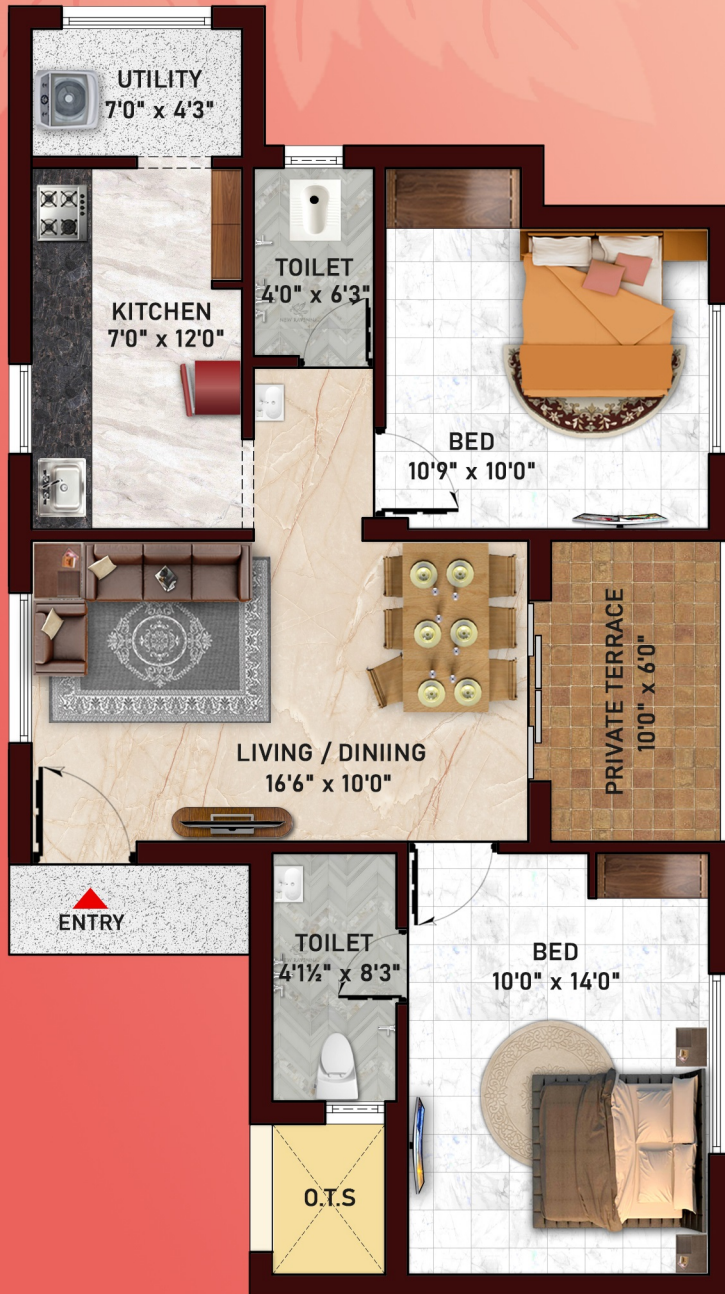 UTILITY
7'0" x 4'3"
TOILET
4'0" x 6'3"
KITCHEN
7'0" x 12'0"
BED
10'9" x 10'0"
PRIVATE TERRACE
10'0" x 6'0"
LIVING / DINIING
16'6" x 10'0"
ENTRY
TOILET
4'1½" x 8'3"
BED
10'0" x 14'0"
O.T.S